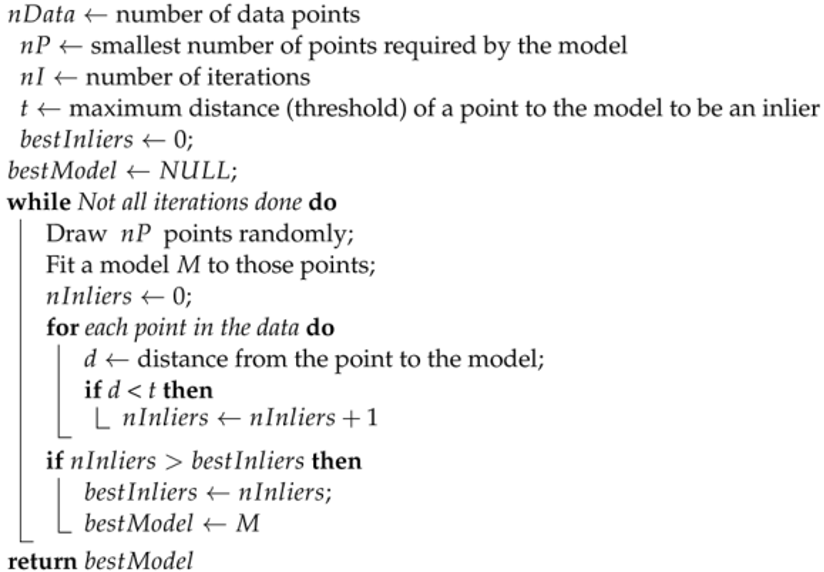 nData ← number of data points
nP ← smallest number of points required by the model
nI ← number of iterations
t ← maximum distance (threshold) of a point to the model to be an inlier
bestInliers ← 0;
bestModel ← NULL;
while Not all iterations done do
Draw nP points randomly;
Fit a model M to those points;
nInliers ← 0;
for each point in the data do
d ← distance from the point to the model;
if d < t then
nInliers ← nInliers + 1
if nInliers > bestInliers then
bestInliers ← nInliers;
bestModel ← M
return bestModel